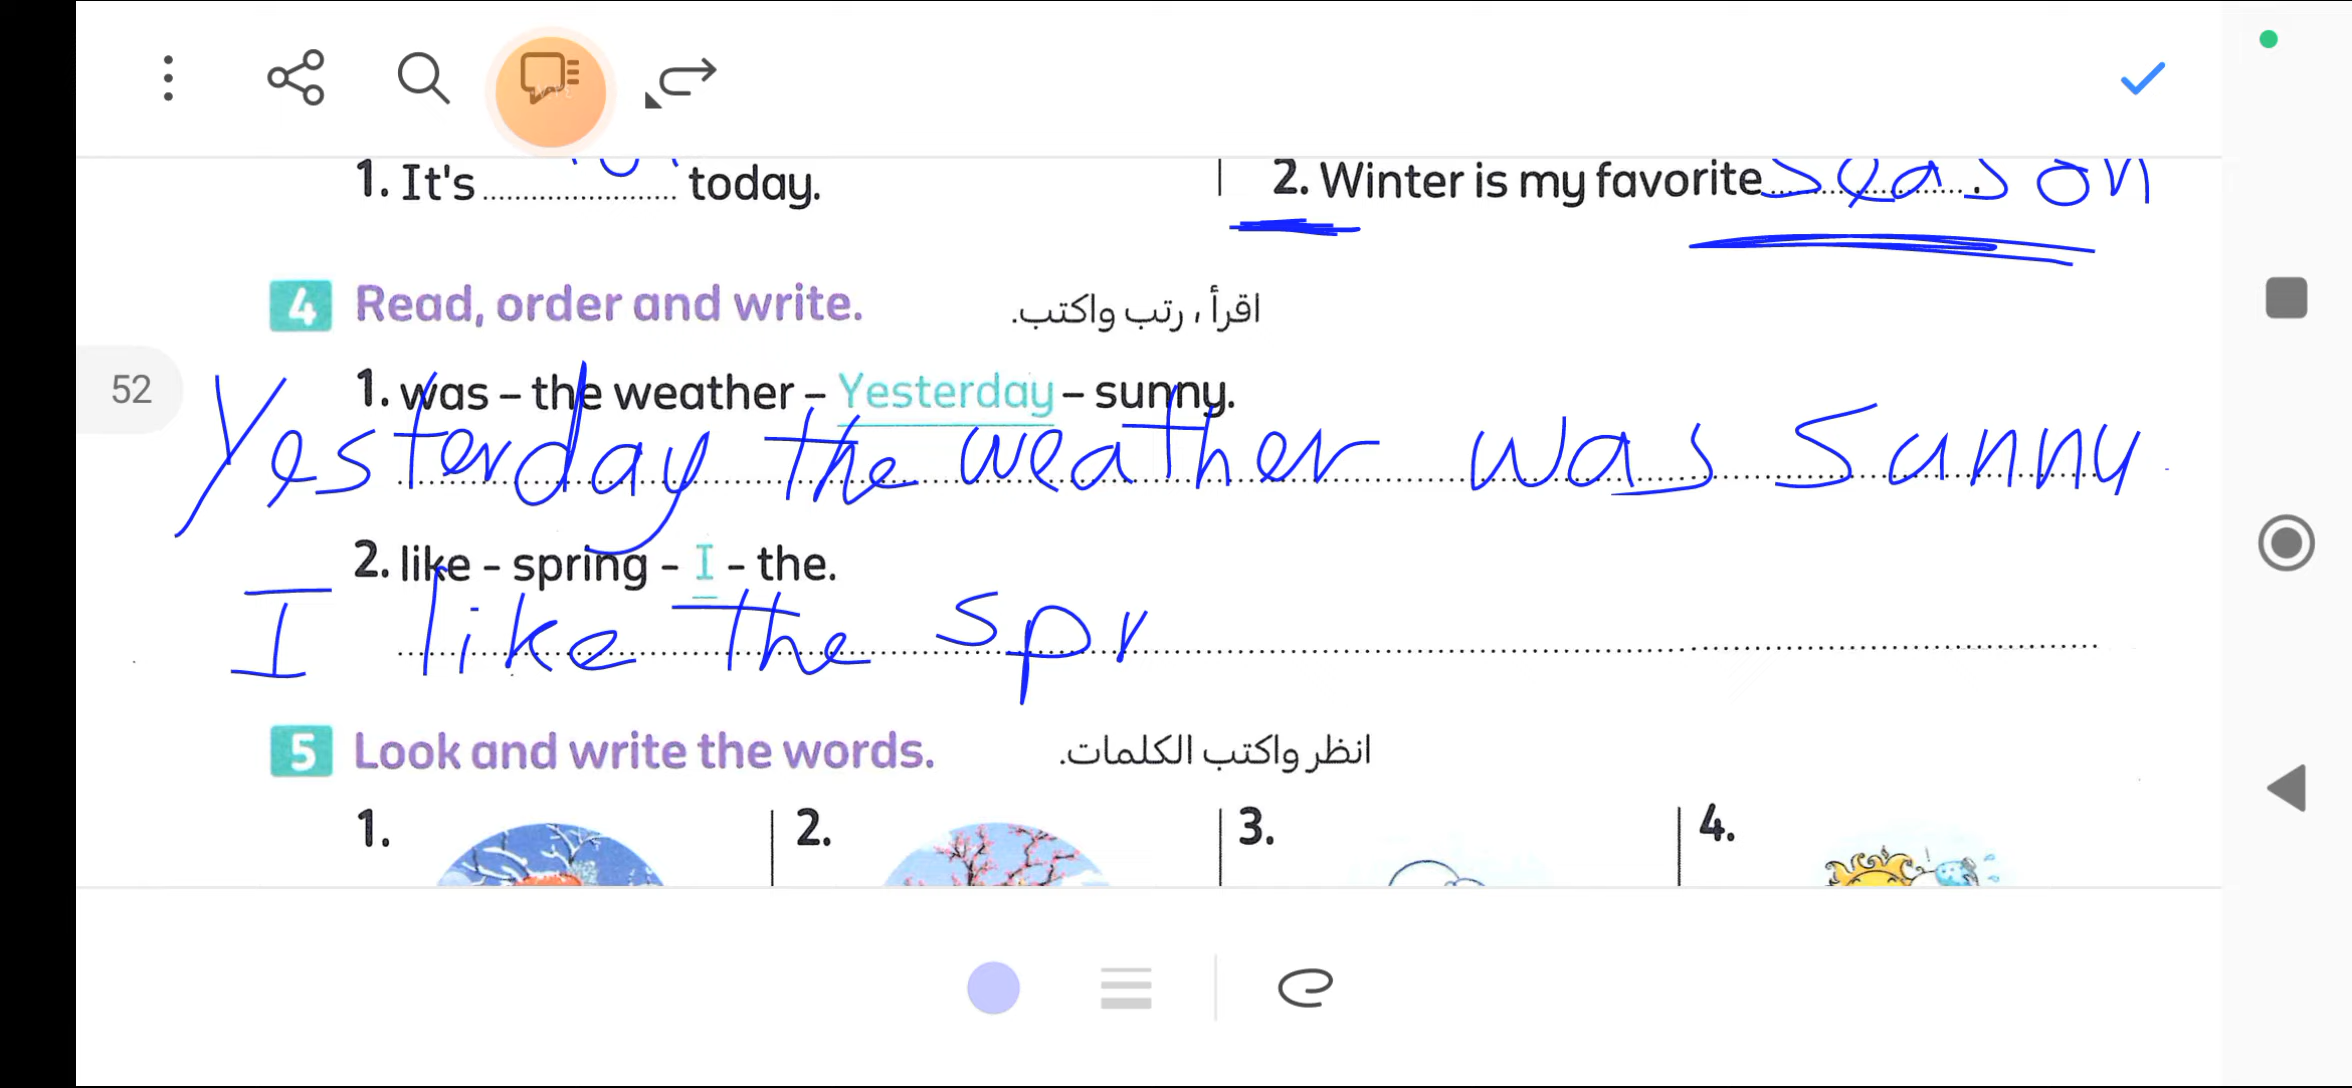 1. It's ........................ today.
2. Winter is my favorite season
4 Read, order and write. اقرأ ، رتب واكتب.
52
1. was – the weather – Yesterday – sunny.
Yesterday the weather was sunny.
2. like - spring - I - the.
I like the spr
5 Look and write the words. انظر واكتب الكلمات.
1. 2. 3. 4.